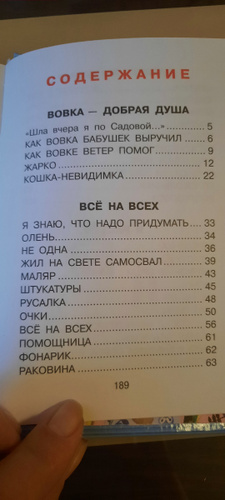 СОДЕРЖАНИЕ
ВОВКА — ДОБРАЯ ДУША
«Шла вчера я по Садовой...» 5
КАК ВОВКА БАБУШЕК ВЫРУЧИЛ 6
КАК ВОВКЕ ВЕТЕР ПОМОГ 9
ЖАРКО 12
КОШКА-НЕВИДИМКА 22
ВСЁ НА ВСЕХ
Я ЗНАЮ, ЧТО НАДО ПРИДУМАТЬ 33
ОЛЕНЬ 34
НЕ ОДНА 36
ЖИЛ НА СВЕТЕ САМОСВАЛ 39
МАЛЯР 43
ШТУКАТУРЫ 45
РУСАЛКА 48
ОЧКИ 50
ВСЁ НА ВСЕХ 56
ПОМОЩНИЦА 61
ФОНАРИК 62
РАКОВИНА 63
189